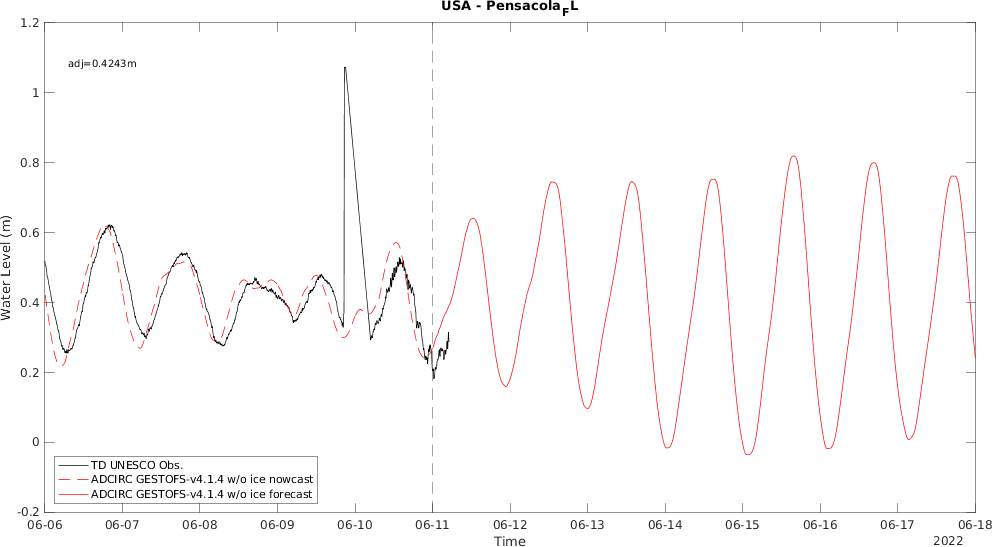 USA - Pensacola_FL
1.2
adj=0.4243m
1
0.8
0.6
0.4
0.2
0
-0.2
Water Level (m)
TD UNESCO Obs.
ADCIRC GESTOFS-v4.1.4 w/o ice nowcast
ADCIRC GESTOFS-v4.1.4 w/o ice forecast
06-06 06-07 06-08 06-09 06-10 06-11 06-12 06-13 06-14 06-15 06-16 06-17 06-18
Time
2022